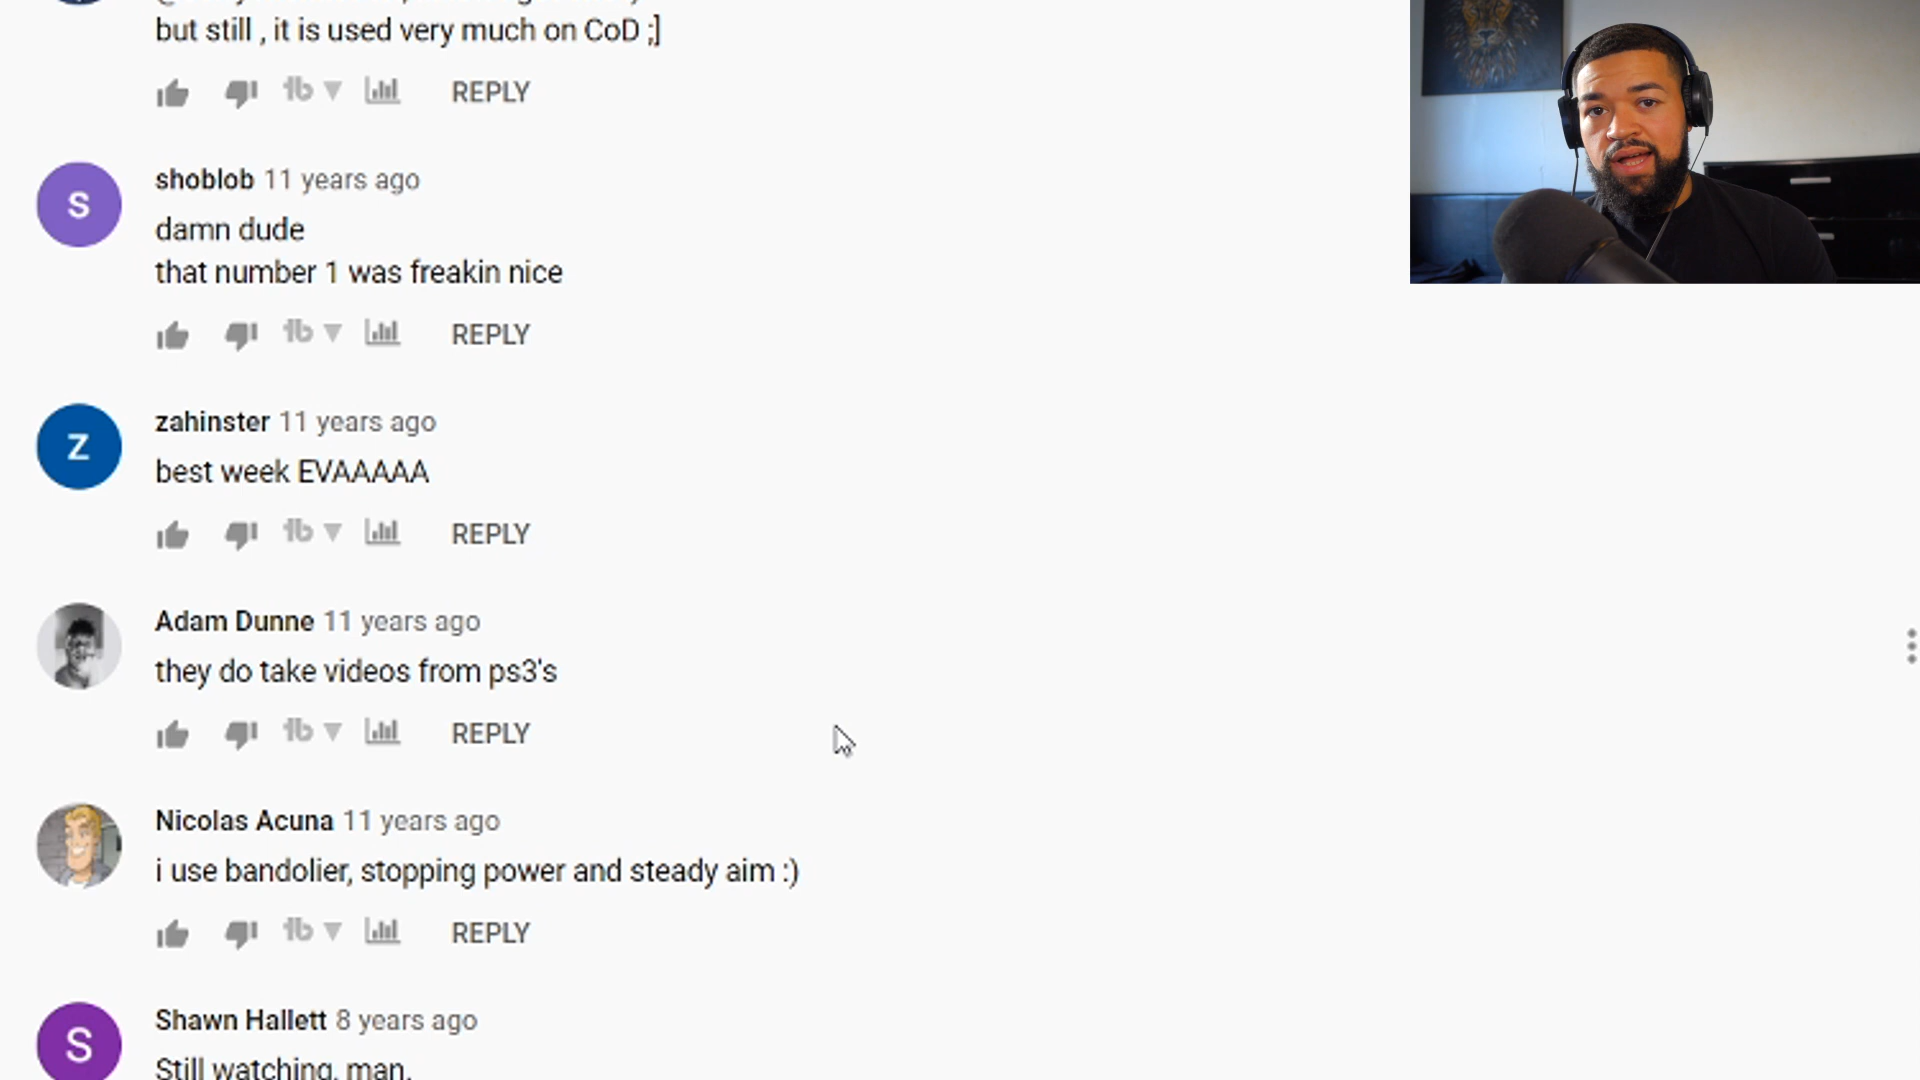 but still , it is used very much on CoD ;]
REPLY
S
shoblob 11 years ago
damn dude
that number 1 was freakin nice
REPLY
Z
zahinster 11 years ago
best week EVAAAAA
REPLY
Adam Dunne 11 years ago
they do take videos from ps3's
REPLY
Nicolas Acuna 11 years ago
i use bandolier, stopping power and steady aim :)
REPLY
S
Shawn Hallett 8 years ago
Still watching, man.